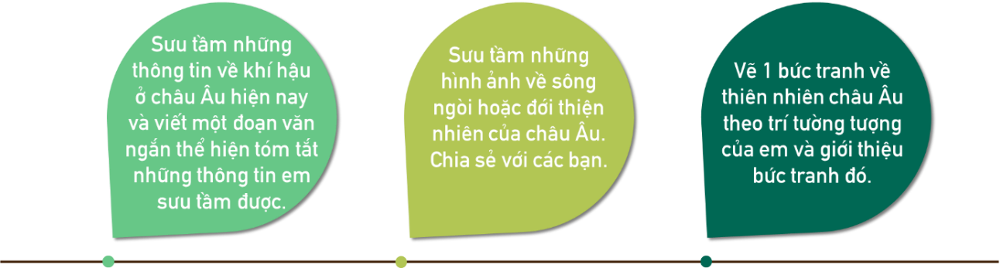 Sưu tầm những
thông tin về khí hậu
ở châu Âu hiện nay
và viết một đoạn văn
ngắn thể hiện tóm tắt
những thông tin em
sưu tầm được.
Sưu tầm những
hình ảnh về sông
ngòi hoặc đới thiện
nhiên của châu Âu.
Chia sẻ với các bạn.
Vẽ 1 bức tranh về
thiên nhiên châu Âu
theo trí tường tượng
của em và giới thiệu
bức tranh đó.